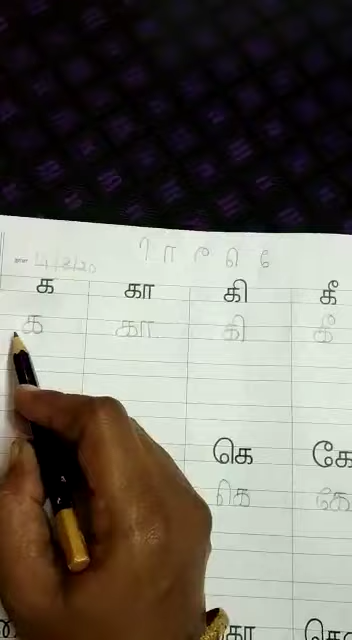 4/8/20
க கா கி கீ
க கா கி கீ
கெ கே
கெ கே